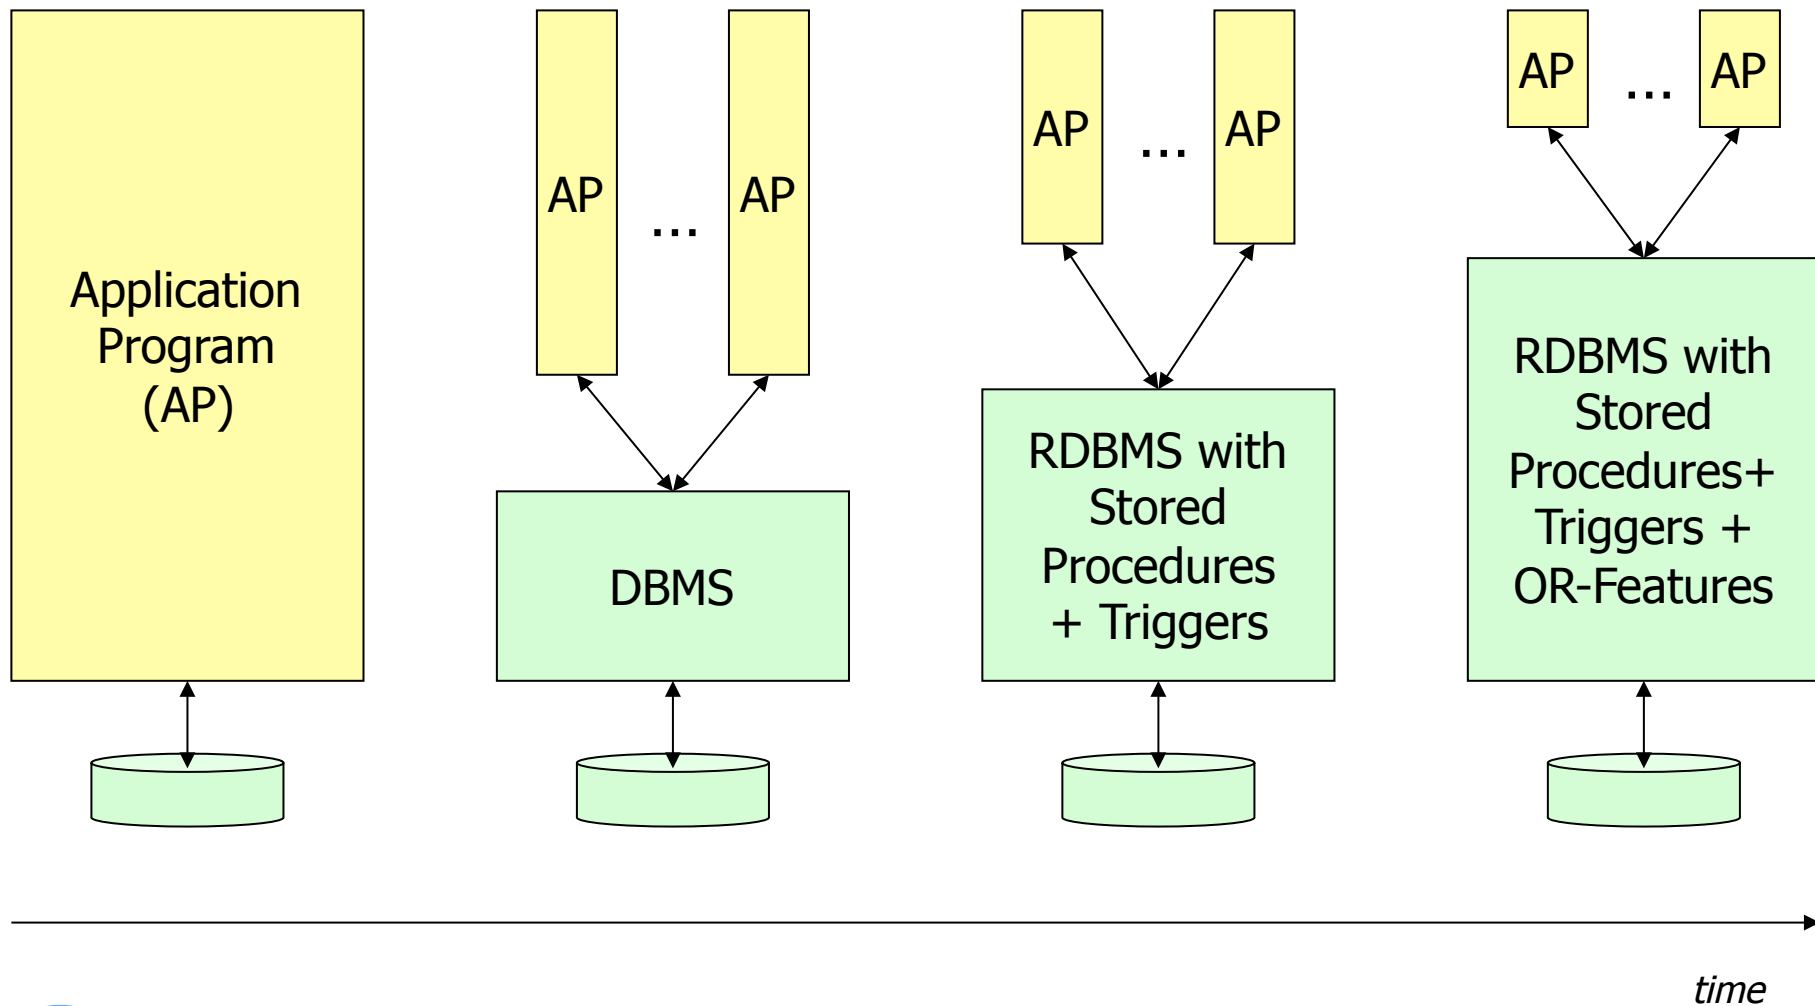 Application
Program
(AP)
AP
...
AP
DBMS
AP
...
AP
RDBMS with
Stored
Procedures
+ Triggers
AP
...
AP
RDBMS with
Stored
Procedures+
Triggers +
OR-Features
time